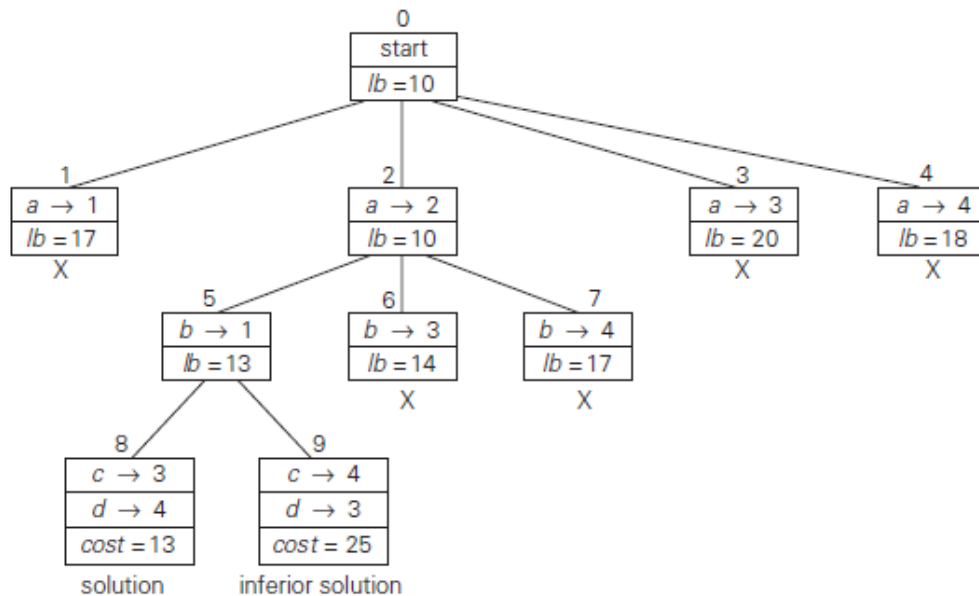 0
start
lb = 10
1
2
3
4
a → 1
a → 2
a → 3
a → 4
lb = 17
lb = 10
lb = 20
lb = 18
X
X
X
5
6
7
b → 1
b → 3
b → 4
lb = 13
lb = 14
lb = 17
X
X
8
9
c → 3
c → 4
d → 4
d → 3
cost = 13
cost = 25
solution
inferior solution